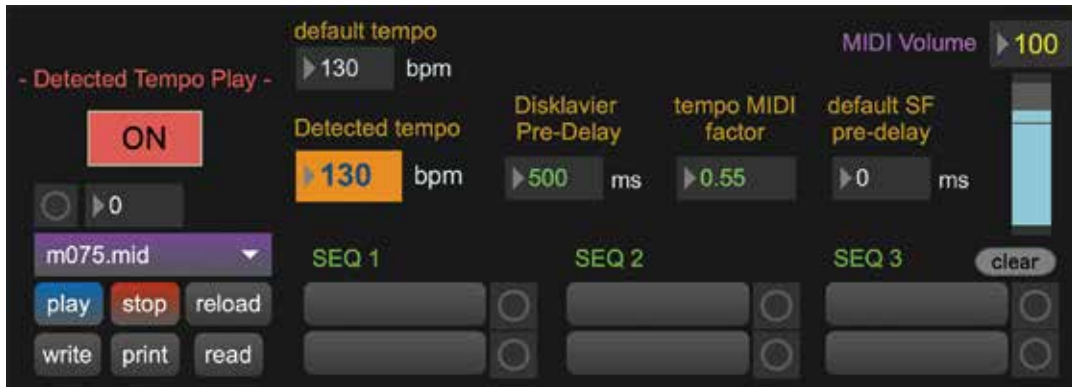 - Detected Tempo Play -
ON
0
m075.mid
play stop reload
write print read
default tempo
130 bpm
Detected tempo
130 bpm
Disklavier
Pre-Delay
500 ms
tempo MIDI
factor
0.55
default SF
pre-delay
0 ms
MIDI Volume 100
SEQ 1 SEQ 2 SEQ 3 clear